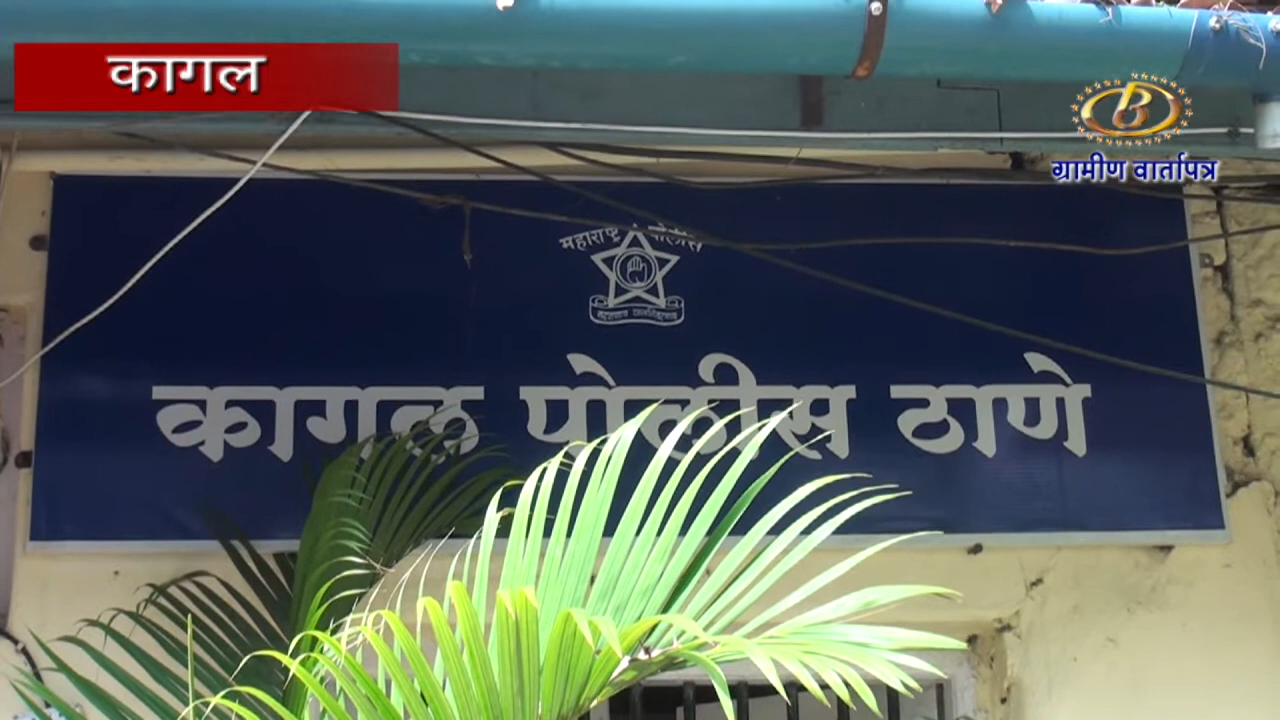 कागल
B
ग्रामीण वार्तापत्र
महाराष्ट्र पोलीस
कागल पोलीस ठाणे